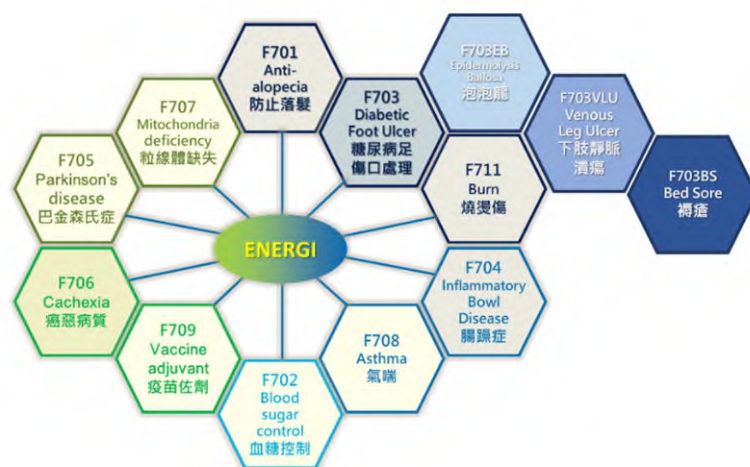 F701
Anti-
alopecia
防止落髮
F703EB
Epidemolysis
Bullosa
泡泡龍
F707
Mitochondria
deficiency
粒線體缺失
F703
Diabetic
Foot Ulcer
糖尿病足
傷口處理
F703VLU
Venous
Leg Ulcer
下肢靜脈
潰瘍
F705
Parkinson's
disease
巴金森氏症
F711
Burn
燒燙傷
F703BS
Bed Sore
褥瘡
ENERGI
F706
Cachexia
癌惡病質
F704
Inflammatory
Bowl
Disease
腸躁症
F709
Vaccine
adjuvant
疫苗佐劑
F708
Asthma
氣喘
F702
Blood
sugar
control
血糖控制